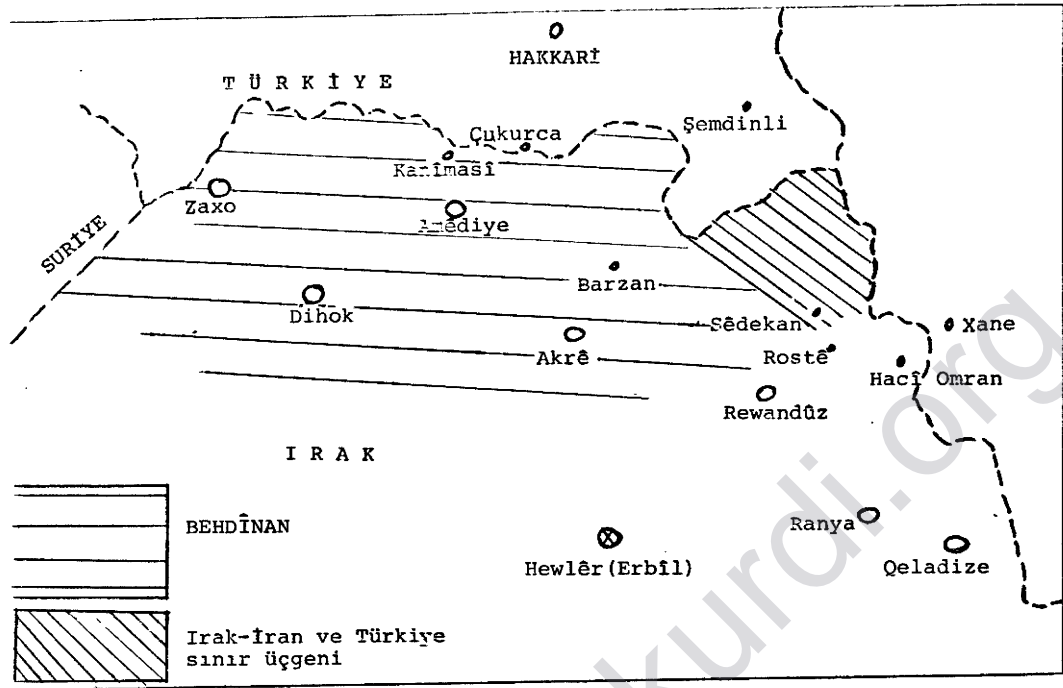 HAKKARİ
TÜRKİYE
Şemdinli
Çukurca
Kanîmasî
Zaxo
Amêdiye
SURİYE
Barzan
Dihok
Sêdekan
Xane
Akrê
Rostê
Hacî Omran
Rewandûz
IRAK
BEHDÎNAN
Ranya
Hewlêr(Erbîl)
Qeladize
Irak-İran ve Türkiye
sınır üçgeni
kurdi.org